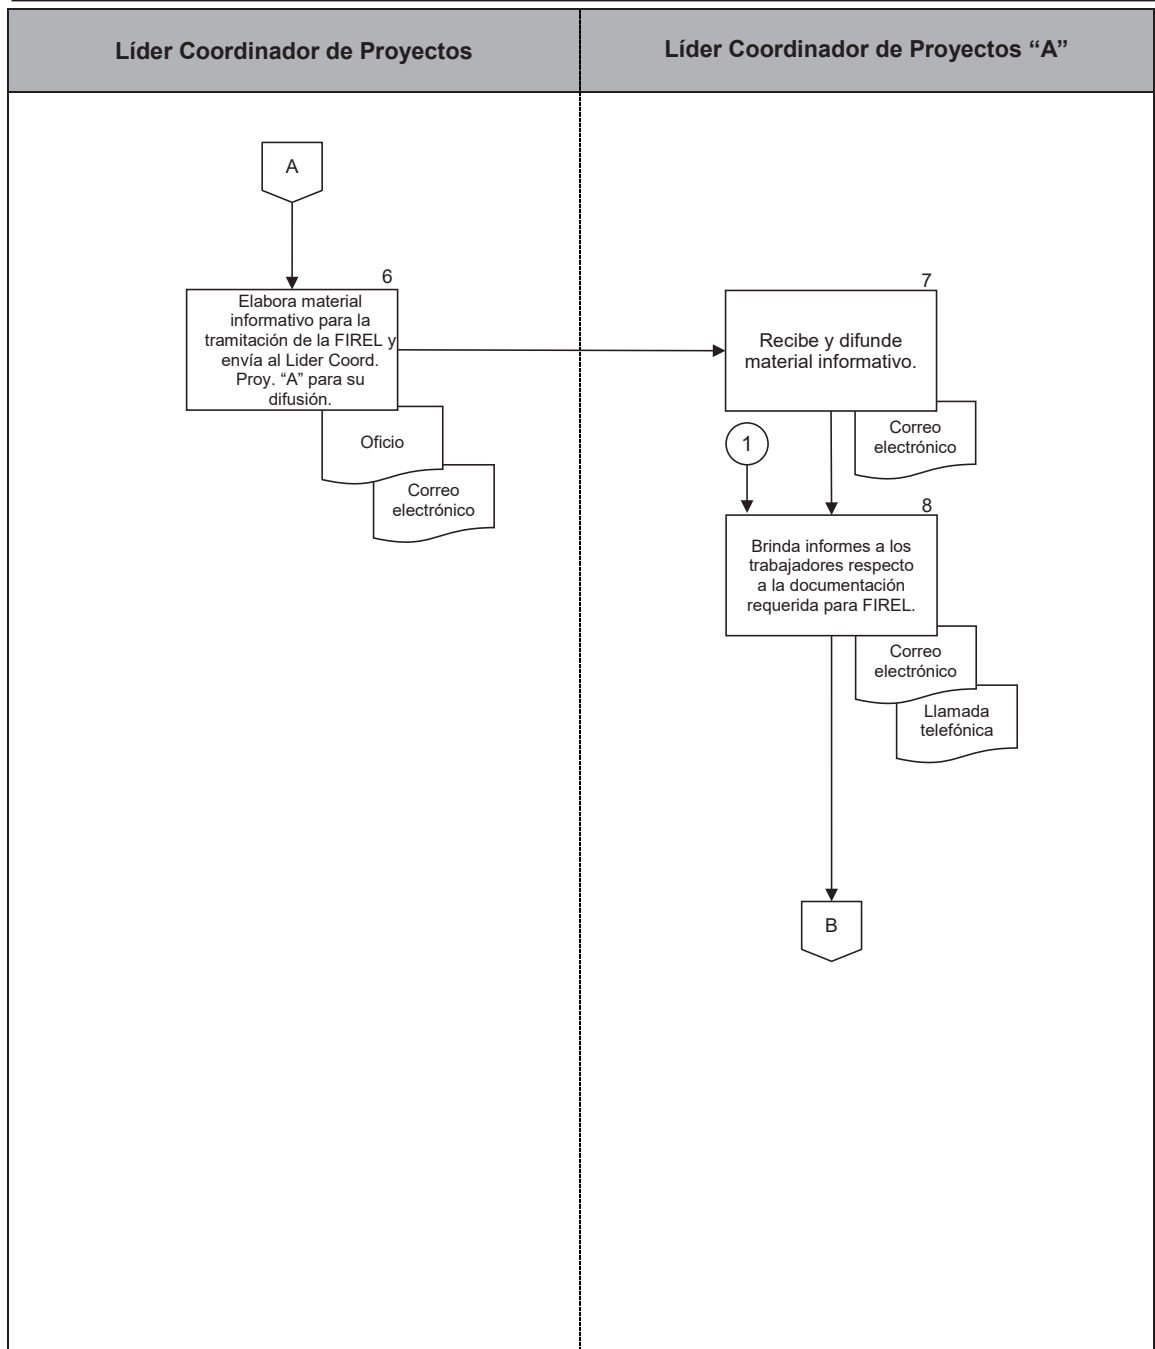 Líder Coordinador de Proyectos
Líder Coordinador de Proyectos “A”
A
6
Elabora material
informativo para la
tramitación de la FIREL y
envía al Lider Coord.
Proy. “A” para su
difusión.
Oficio
Correo
electrónico
7
Recibe y difunde
material informativo.
Correo
electrónico
1
8
Brinda informes a los
trabajadores respecto
a la documentación
requerida para FIREL.
Correo
electrónico
Llamada
telefónica
B